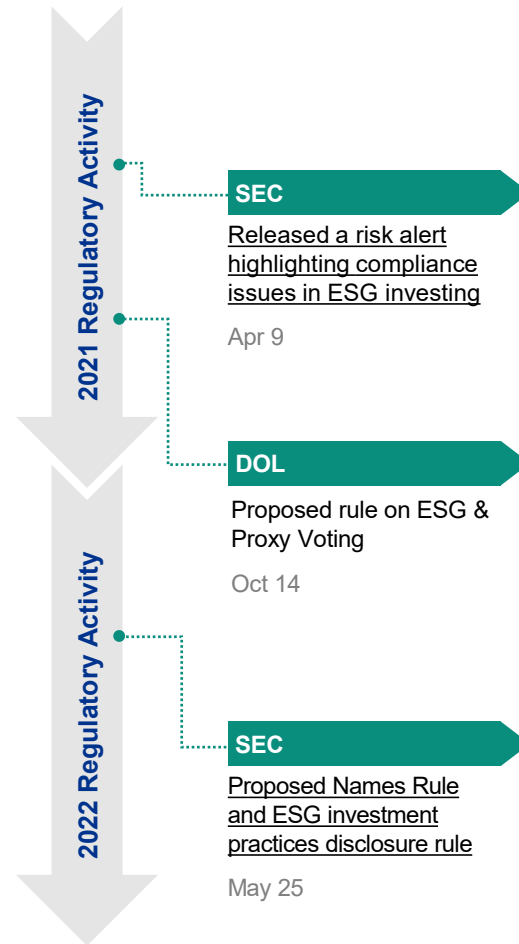 2021 Regulatory Activity
SEC
Released a risk alert
highlighting compliance
issues in ESG investing
Apr 9
DOL
Proposed rule on ESG &
Proxy Voting
Oct 14
2022 Regulatory Activity
SEC
Proposed Names Rule
and ESG investment
practices disclosure rule
May 25